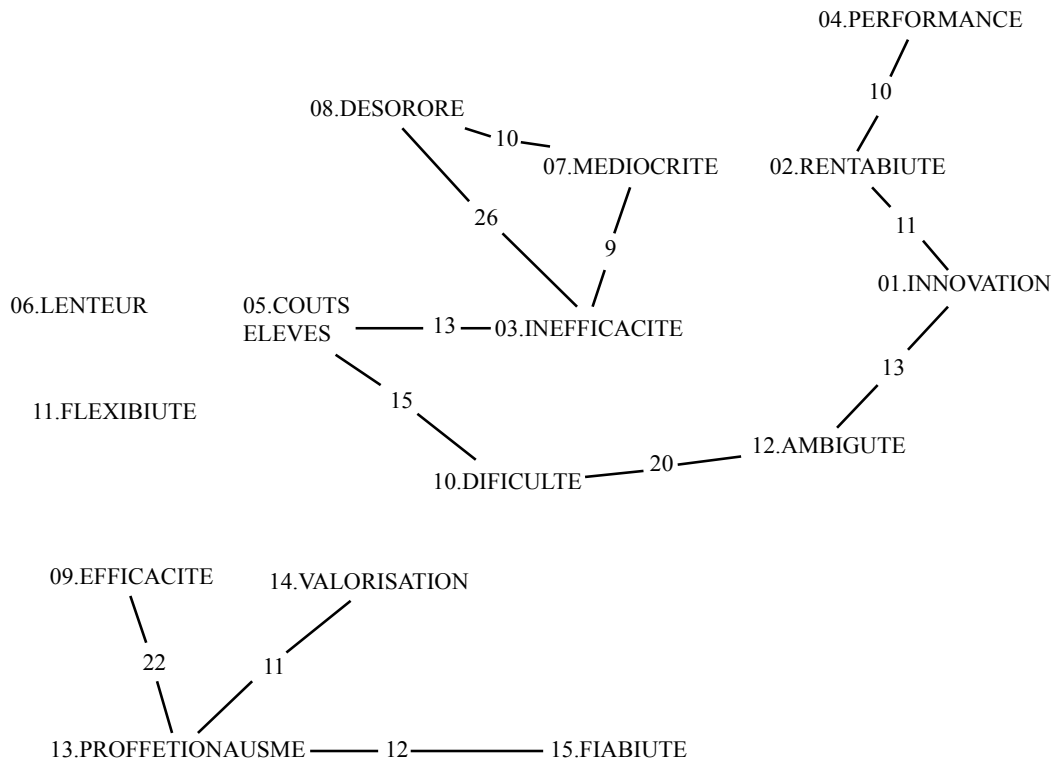 04.PERFORMANCE
10
08.DESORORE
10
07.MEDIOCRITE
02.RENTABIUTE
26
11
9
01.INNOVATION
06.LENTEUR
05.COUTS
ELEVES
13
03.INEFFICACITE
13
15
11.FLEXIBIUTE
12.AMBIGUTE
20
10.DIFICULTE
09.EFFICACITE
14.VALORISATION
22
11
13.PROFFETIONAUSME
12
15.FIABIUTE